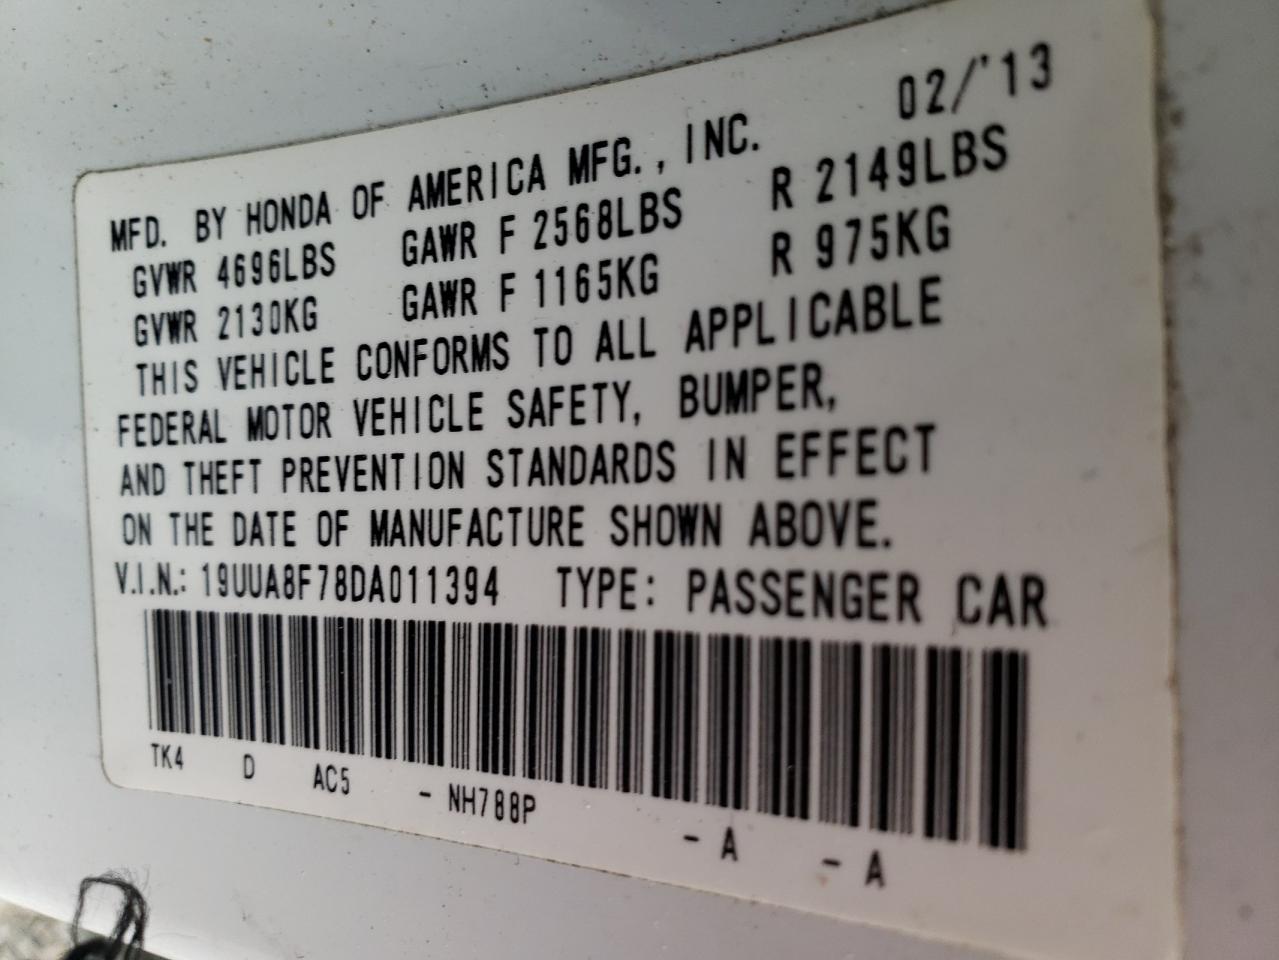 02/'13
MFD. BY HONDA OF AMERICA MFG., INC.
GVWR 4696LBS GAWR F 2568LBS R 2149LBS
GVWR 2130KG GAWR F 1165KG R 975KG
THIS VEHICLE CONFORMS TO ALL APPLICABLE
FEDERAL MOTOR VEHICLE SAFETY, BUMPER,
AND THEFT PREVENTION STANDARDS IN EFFECT
ON THE DATE OF MANUFACTURE SHOWN ABOVE.
V.I.N.: 19UUA8F78DA011394 TYPE: PASSENGER CAR
TK4 D AC5 - NH788P - A - A